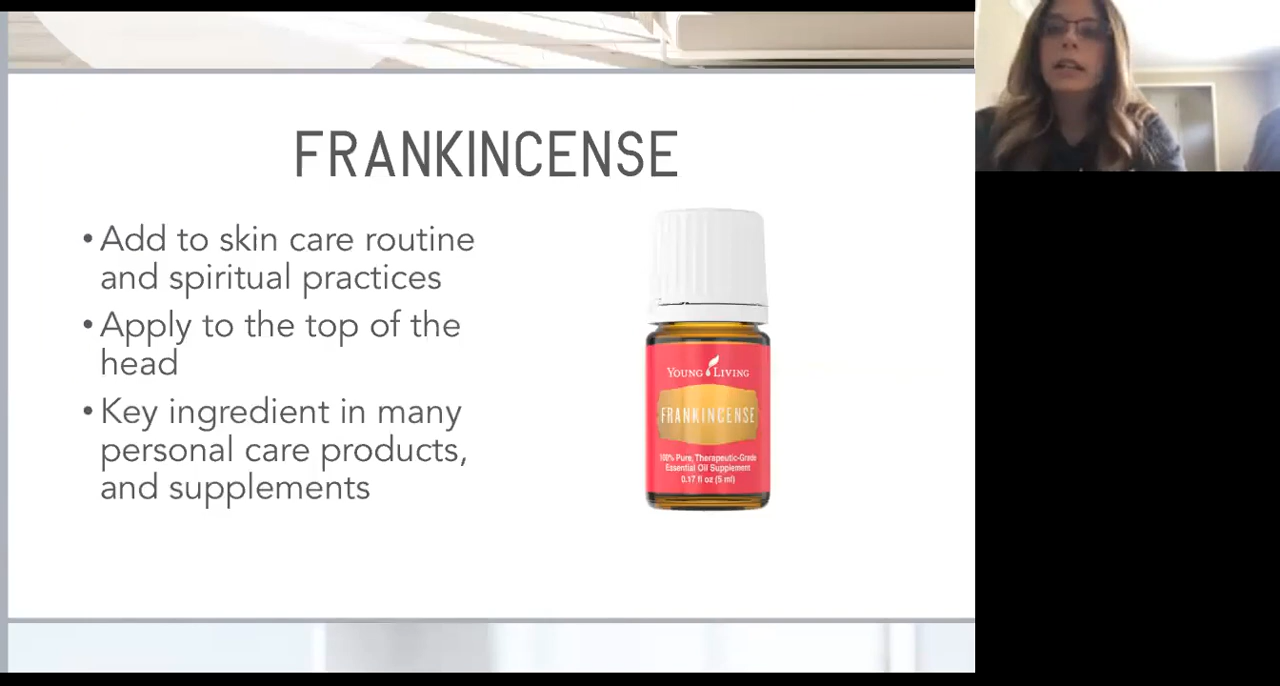 FRANKINCENSE
• Add to skin care routine
and spiritual practices
• Apply to the top of the
head
• Key ingredient in many
personal care products,
and supplements
YOUNG LIVING
FRANKINCENSE
100% Pure, Therapeutic-Grade
Essential Oil Supplement
0.17 fl oz (5 ml)